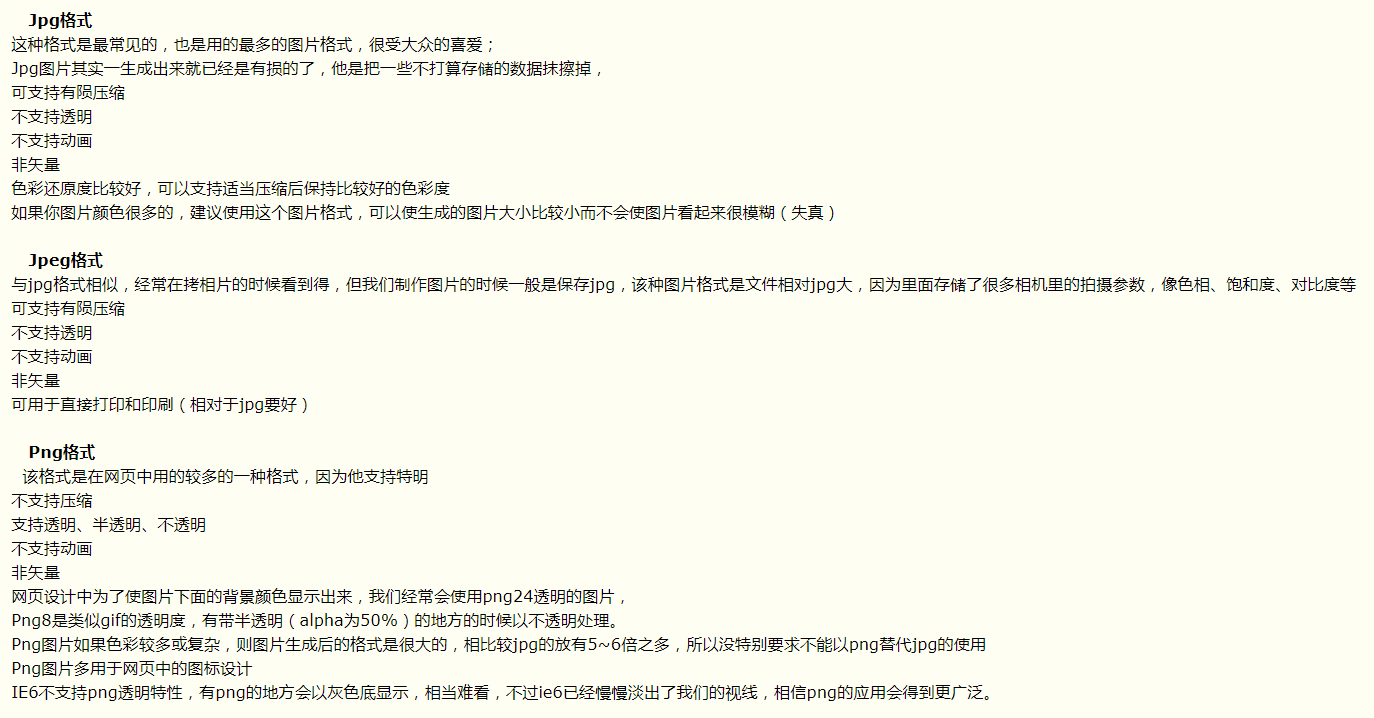 Jpg格式
这种格式是最常见的，也是用的最多的图片格式，很受大众的喜爱；
Jpg图片其实一生成出来就已经是有损的了，他是把一些不打算存储的数据抹擦掉，
可支持有陨压缩
不支持透明
不支持动画
非矢量
色彩还原度比较好，可以支持适当压缩后保持比较好的色彩度
如果你图片颜色很多的，建议使用这个图片格式，可以使生成的图片大小比较小而不会使图片看起来很模糊（失真）
Jpeg格式
与jpg格式相似，经常在拷相片的时候看到得，但我们制作图片的时候一般是保存jpg，该种图片格式是文件相对jpg大，因为里面存储了很多相机里的拍摄参数，像色相、饱和度、对比度等
可支持有陨压缩
不支持透明
不支持动画
非矢量
可用于直接打印和印刷（相对于jpg要好）
Png格式
该格式是在网页中用的较多的一种格式，因为他支持特明
不支持压缩
支持透明、半透明、不透明
不支持动画
非矢量
网页设计中为了使图片下面的背景颜色显示出来，我们经常会使用png24透明的图片，
Png8是类似gif的透明度，有带半透明（alpha为50%）的地方的时候以不透明处理。
Png图片如果色彩较多或复杂，则图片生成后的格式是很大的，相比较jpg的放有5~6倍之多，所以没特别要求不能以png替代jpg的使用
Png图片多用于网页中的图标设计
IE6不支持png透明特性，有png的地方会以灰色底显示，相当难看，不过ie6已经慢慢淡出了我们的视线，相信png的应用会得到更广泛。